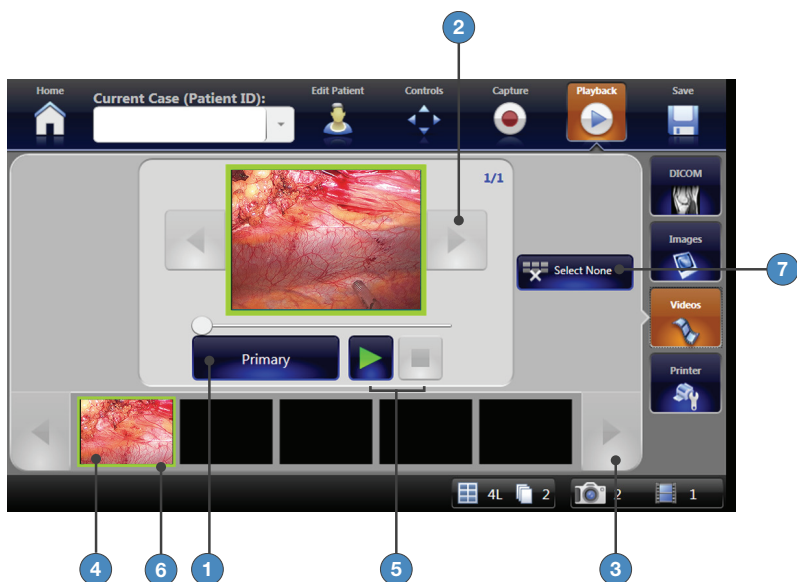 2
Home
Current Case (Patient ID):
Edit Patient
Controls
Capture
Playback
Save
1/1
DICOM
Images
Select None
7
Videos
Primary
Printer
4L 2 2 1
4 6 1 5 3